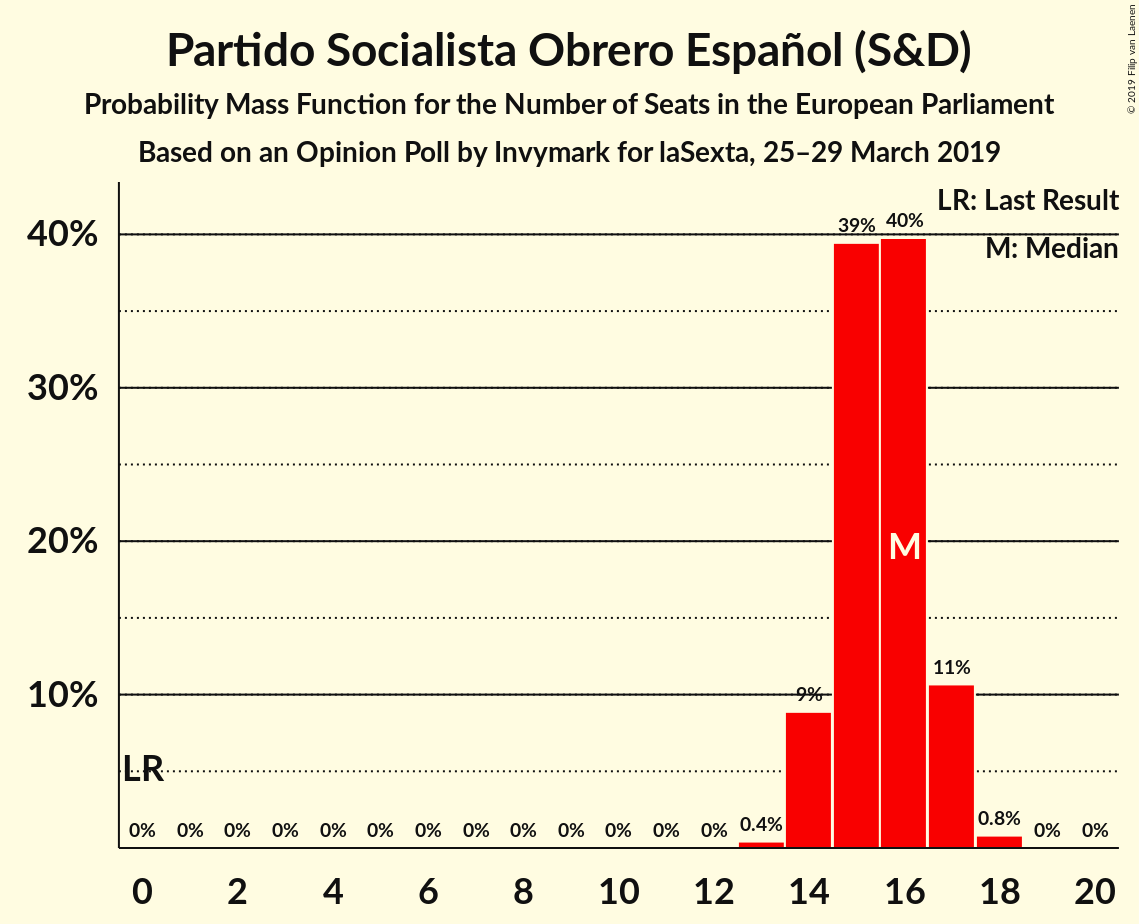 Partido Socialista Obrero Español (S&D)
Probability Mass Function for the Number of Seats in the European Parliament
Based on an Opinion Poll by Invymark for laSexta, 25–29 March 2019
© 2019 Filip van Laenen
LR: Last Result
M: Median
40%
30%
20%
10%
39% 40%
M
11%
9%
LR
0% 0% 0% 0% 0% 0% 0% 0% 0% 0% 0% 0% 0% 0.4% 0.8% 0% 0%
0 2 4 6 8 10 12 14 16 18 20